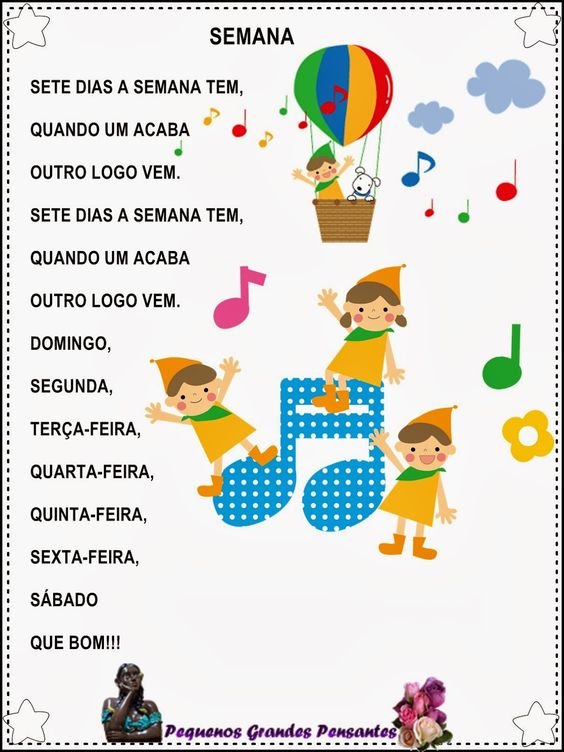 SEMANA
SETE DIAS A SEMANA TEM,
QUANDO UM ACABA
OUTRO LOGO VEM.
SETE DIAS A SEMANA TEM,
QUANDO UM ACABA
OUTRO LOGO VEM.
DOMINGO,
SEGUNDA,
TERÇA-FEIRA,
QUARTA-FEIRA,
QUINTA-FEIRA,
SEXTA-FEIRA,
SÁBADO
QUE BOM!!!
Pequenos Grandes Pensantes